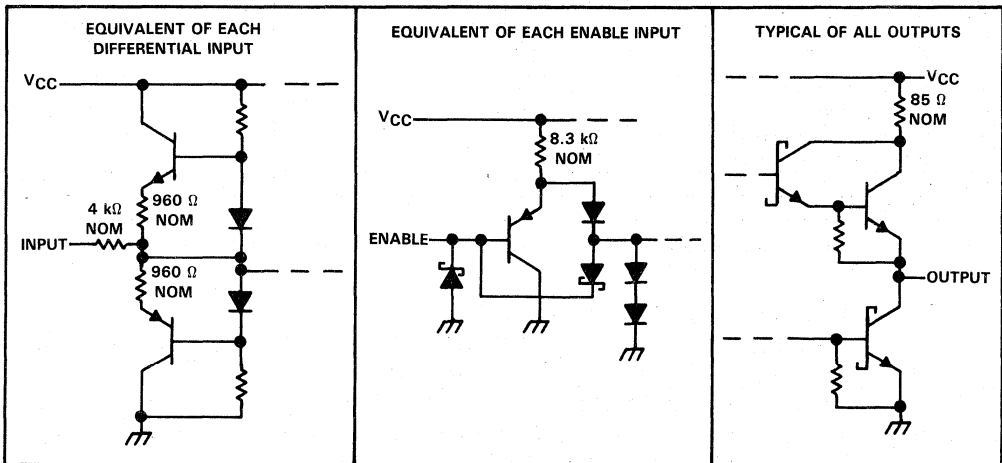 EQUIVALENT OF EACH
DIFFERENTIAL INPUT
VCC
960 Ω
NOM
4 kΩ
NOM
INPUT
960 Ω
NOM
EQUIVALENT OF EACH ENABLE INPUT
VCC
8.3 kΩ
NOM
ENABLE
TYPICAL OF ALL OUTPUTS
VCC
85 Ω
NOM
OUTPUT